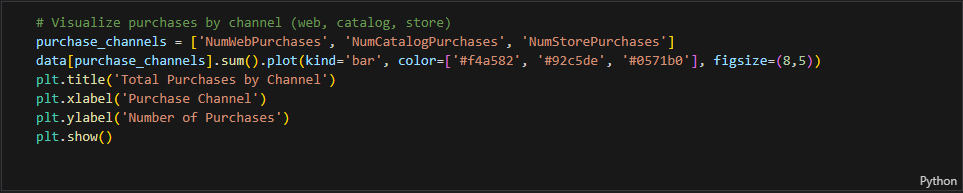 # Visualize purchases by channel (web, catalog, store)
purchase_channels = ['NumWebPurchases', 'NumCatalogPurchases', 'NumStorePurchases']
data[purchase_channels].sum().plot(kind='bar', color=['#f4a582', '#92c5de', '#0571b0'], figsize=(8,5))
plt.title('Total Purchases by Channel')
plt.xlabel('Purchase Channel')
plt.ylabel('Number of Purchases')
plt.show()
Python